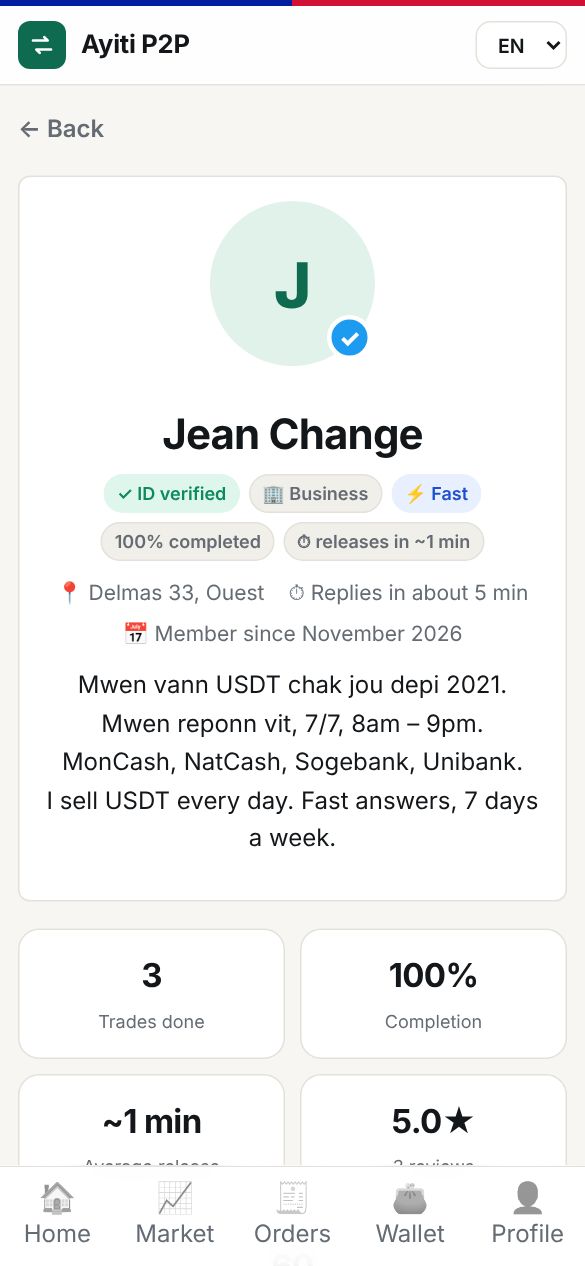 Ayiti P2P
EN
← Back
J
Jean Change
✓ ID verified
🏢 Business
⚡ Fast
100% completed
⏱ releases in ~1 min
📍 Delmas 33, Ouest
⏱ Replies in about 5 min
📅 Member since November 2026
Mwen vann USDT chak jou depi 2021.
Mwen reponn vit, 7/7, 8am – 9pm.
MonCash, NatCash, Sogebank, Unibank.
I sell USDT every day. Fast answers, 7 days
a week.
3
100%
Trades done
Completion
~1 min
5.0★
Home
Market
Orders
Wallet
Profile